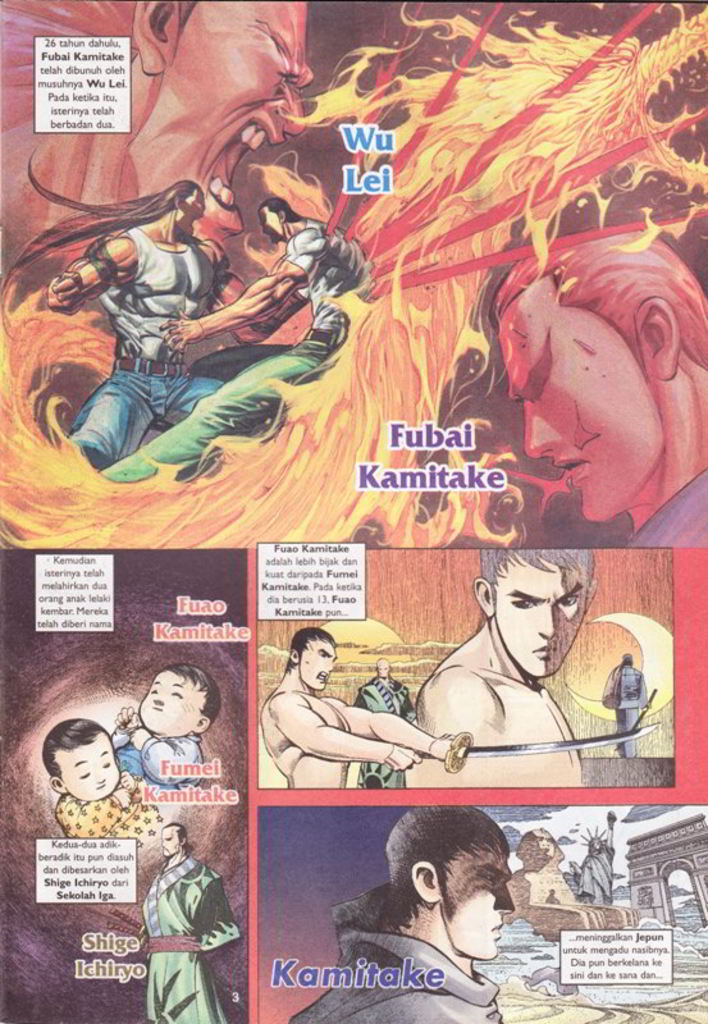 26 tahun dahulu,
Fubai Kamitake
telah dibunuh oleh
musuhnya Wu Lei.
Pada ketika itu,
isterinya telah
berbadan dua.
Wu
Lei
Fubai
Kamitake
Kemudian
isterinya telah
melahirkan dua
orang anak lelaki
kembar. Mereka
telah diberi nama
Fuao
Kamitake
Fumei
Kamitake
Kedua-dua adik-
beradik itu pun diasuh
dan dibesarkan oleh
Shige Ichiryo dari
Sekolah Iga.
Shige
Ichiryo
3
Fuao Kamitake
adalah lebih bijak dan
kuat daripada Fumei
Kamitake. Pada ketika
dia berusia 13, Fuao
Kamitake pun...
Kamitake
...meninggalkan Jepun
untuk mengadu nasibnya.
Dia pun berkelana ke
sini dan ke sana dan...